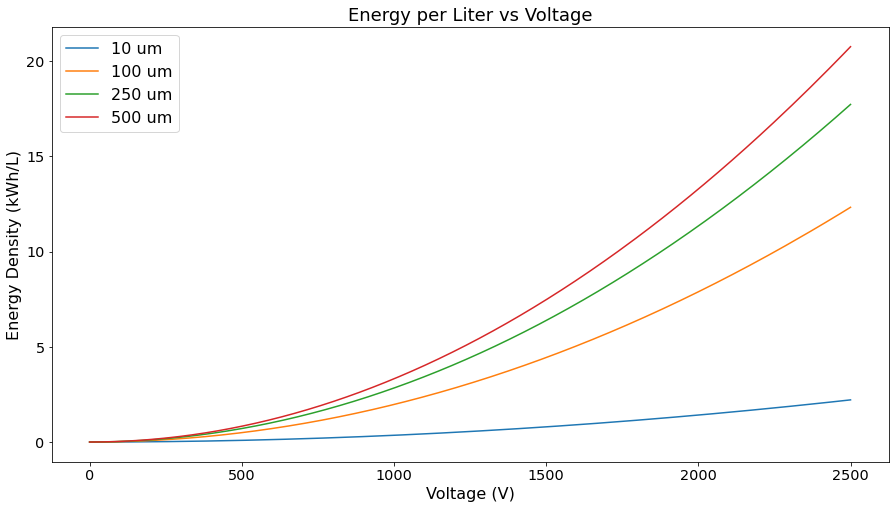 Energy per Liter vs Voltage
10 um
100 um
250 um
500 um
Energy Density (kWh/L)
20
15
10
5
0
0 500 1000 1500 2000 2500
Voltage (V)